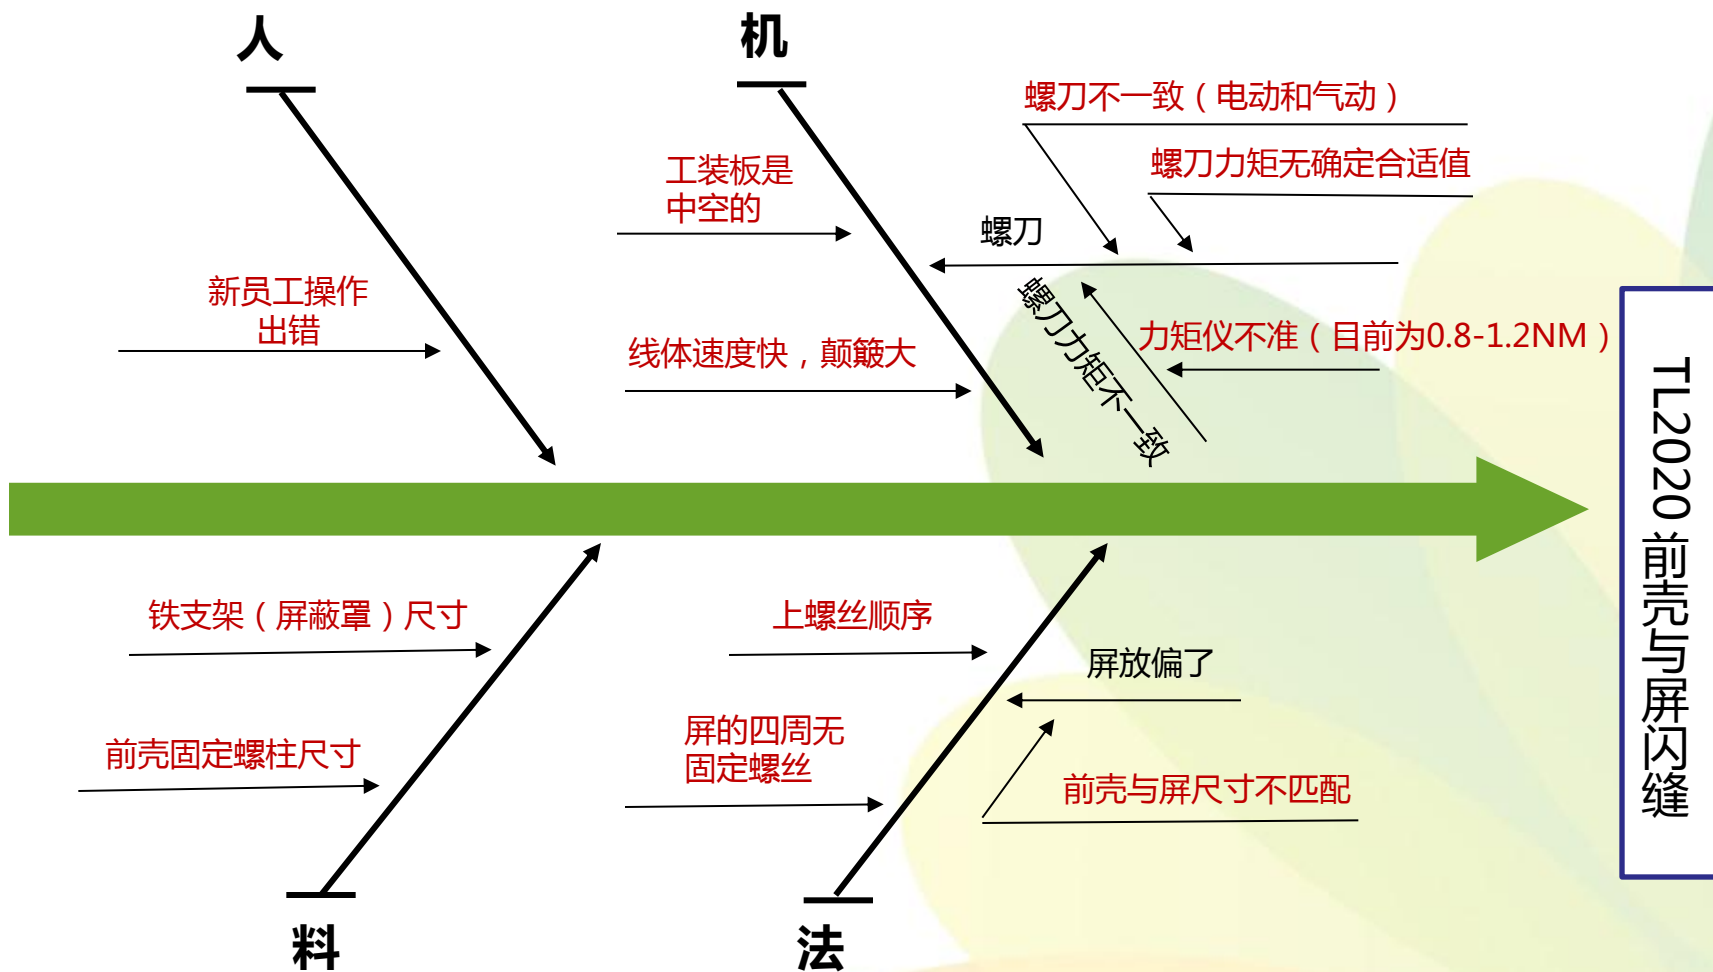 人
机
螺刀不一致（电动和气动）
工装板是
中空的
螺刀力矩无确定合适值
螺刀
新员工操作
出错
螺刀力矩不一致
线体速度快，颠簸大
力矩仪不准（目前为0.8-1.2NM）
TL2020 前壳与屏闪缝
铁支架（屏蔽罩）尺寸
上螺丝顺序
屏放偏了
前壳固定螺柱尺寸
屏的四周无
固定螺丝
前壳与屏尺寸不匹配
料
法